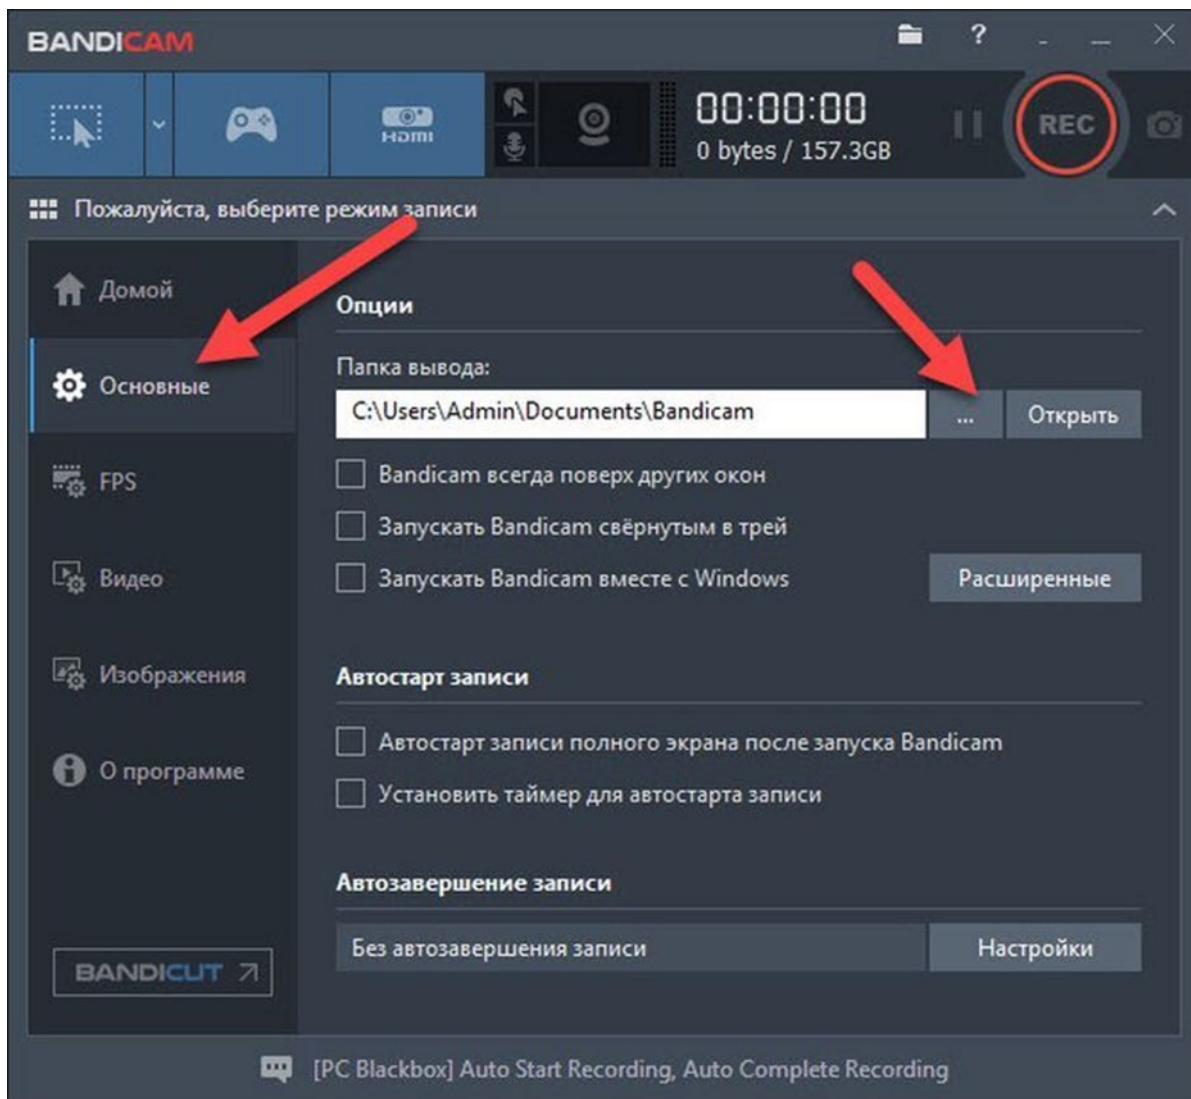 BANDICAM
?
HDMI
00:00:00
0 bytes / 157.3GB
REC
Пожалуйста, выберите режим записи
Домой
Основные
FPS
Видео
Изображения
О программе
BANDICUT
Опции
Папка вывода:
C:\Users\Admin\Documents\Bandicam
...
Открыть
Bandicam всегда поверх других окон
Запускать Bandicam свёрнутым в трей
Запускать Bandicam вместе с Windows
Расширенные
Автостарт записи
Автостарт записи полного экрана после запуска Bandicam
Установить таймер для автостарта записи
Автозавершение записи
Без автозавершения записи
Настройки
[PC Blackbox] Auto Start Recording, Auto Complete Recording